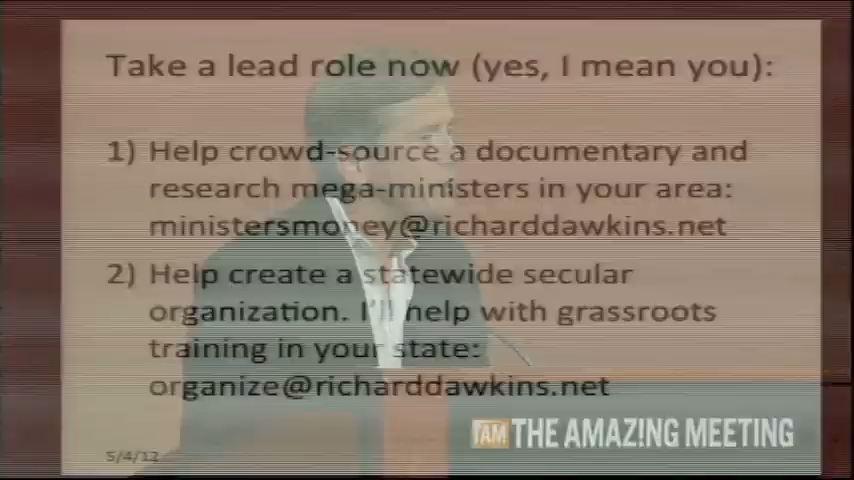 Take a lead role now (yes, I mean you):
1) Help crowd-source a documentary and
research mega-ministers in your area:
ministersmoney@richarddawkins.net
2) Help create a statewide secular
organization. I'll help with grassroots
training in your state:
organize@richarddawkins.net
5/4/12
TAM THE AMAZ!NG MEETING